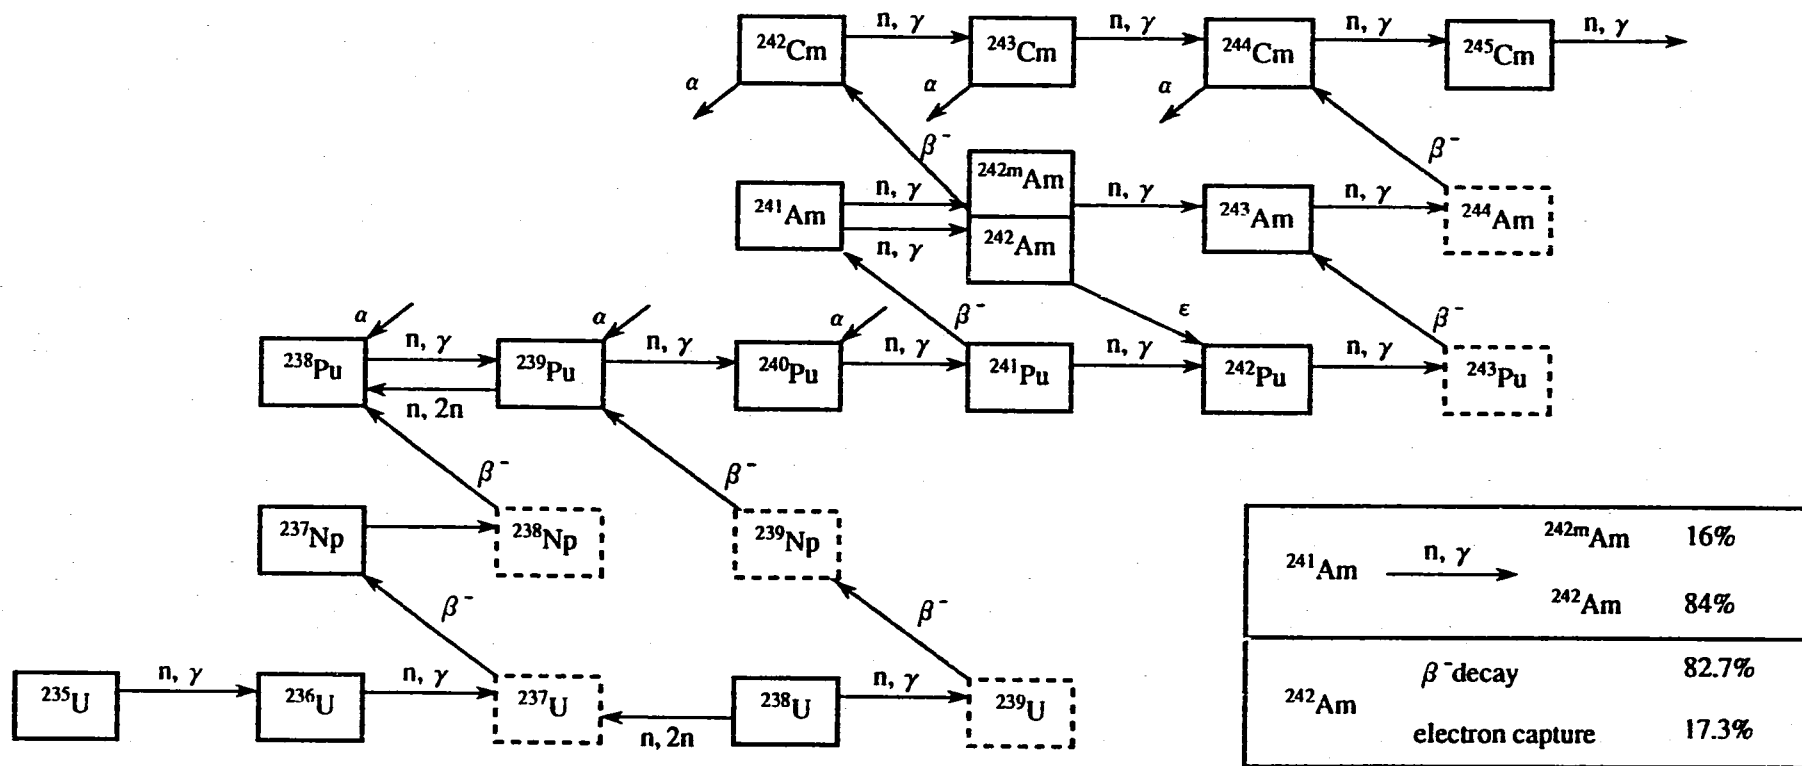 n, γ n, γ n, γ n, γ
²⁴²Cm ²⁴³Cm ²⁴⁴Cm ²⁴⁵Cm
α α α
β⁻ β⁻
²⁴²ᵐAm
n, γ n, γ n, γ
²⁴¹Am ²⁴³Am ²⁴⁴Am
n, γ ²⁴²Am
α α α β⁻ ε β⁻
n, γ n, γ n, γ n, γ n, γ
²³⁸Pu ²³⁹Pu ²⁴⁰Pu ²⁴¹Pu ²⁴²Pu ²⁴³Pu
n, 2n
β⁻ β⁻
²³⁷Np ²³⁸Np ²³⁹Np
β⁻ β⁻
n, γ n, γ n, γ
²³⁵U ²³⁶U ²³⁷U ²³⁸U ²³⁹U
n, 2n
²⁴²ᵐAm 16%
²⁴¹Am n, γ
²⁴²Am 84%
β⁻decay 82.7%
²⁴²Am
electron capture 17.3%